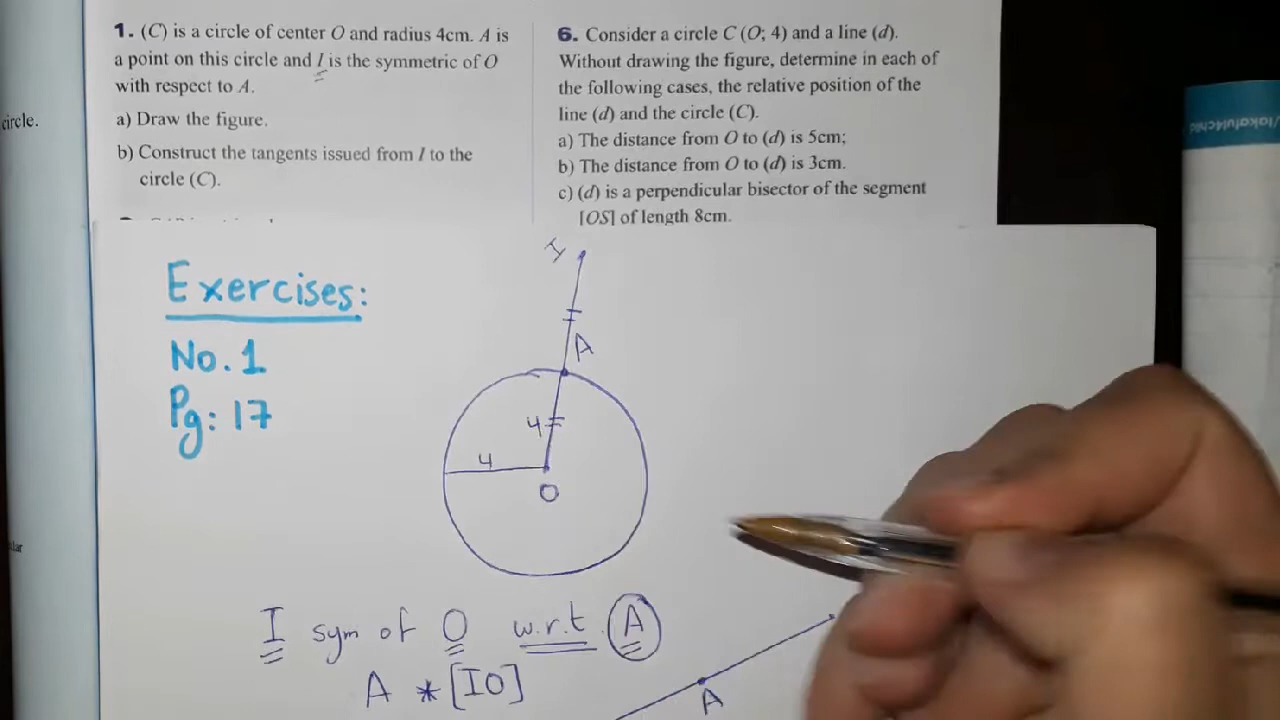 1. (C) is a circle of center O and radius 4cm. A is
a point on this circle and I is the symmetric of O
with respect to A.
a) Draw the figure.
b) Construct the tangents issued from I to the
circle (C).
6. Consider a circle C (O; 4) and a line (d).
Without drawing the figure, determine in each of
the following cases, the relative position of the
line (d) and the circle (C).
a) The distance from O to (d) is 5cm;
b) The distance from O to (d) is 3cm.
c) (d) is a perpendicular bisector of the segment
[OS] of length 8cm.
circle.
Exercises:
No. 1
Pg: 17
I
A
4
4
O
I sym of O w.r.t. A
A * [IO]
A